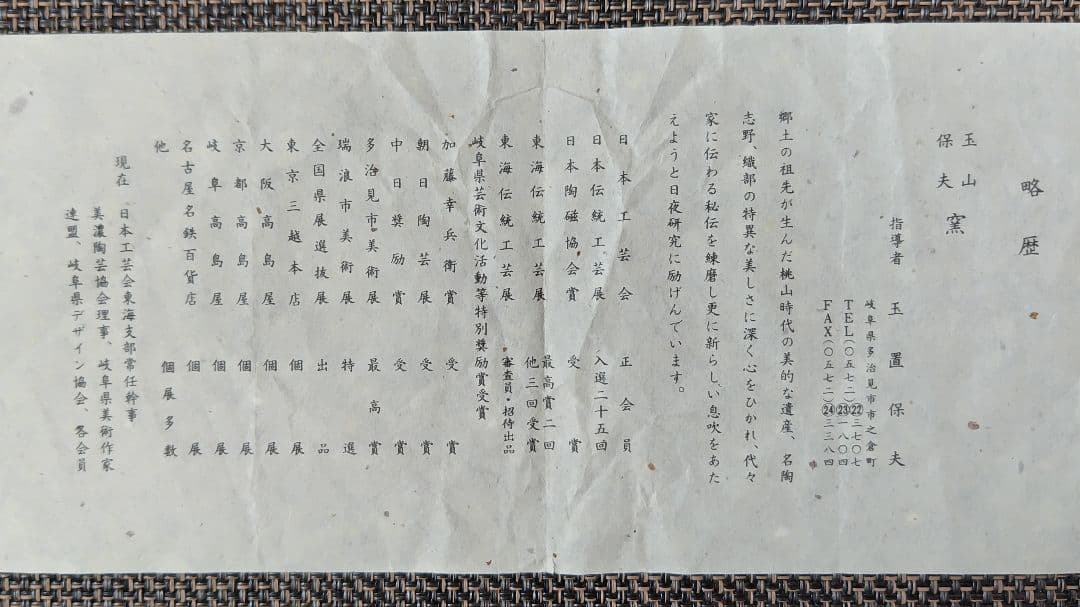 略歴
玉山
保夫 窯
指導者 玉置保夫
岐阜県多治見市市之倉町
TEL(〇五七二)㉒三七〇七
㉓一八〇四
FAX(〇五七二)㉔三三八四
郷土の祖先が生んだ桃山時代の美的な遺産、名陶
志野、織部の特異な美しさに深く心をひかれ、代々
家に伝わる秘伝を練磨し更に新らしい息吹をあた
えようと日夜研究に励げんでいます。
日本工芸会 正会員
日本伝統工芸展 入選二十五回
日本陶磁協会賞 受賞
東海伝統工芸展 最高賞二回
他三回受賞
東海伝統工芸展 審査員・招待出品
岐阜県芸術文化活動等特別奨励賞受賞
加藤幸兵衛賞 受賞
朝日陶芸展 受賞
中日奨励賞 受賞
多治見市美術展 最高賞
瑞浪市美術展 特選
全国県展選抜展 出品
東京三越本店 個展
大阪高島屋 個展
京都高島屋 個展
岐阜高島屋 個展
名古屋名鉄百貨店 個展
他 個展多数
現在 日本工芸会東海支部常任幹事
美濃陶芸協会理事、岐阜県美術作家
連盟、岐阜県デザイン協会、各会員